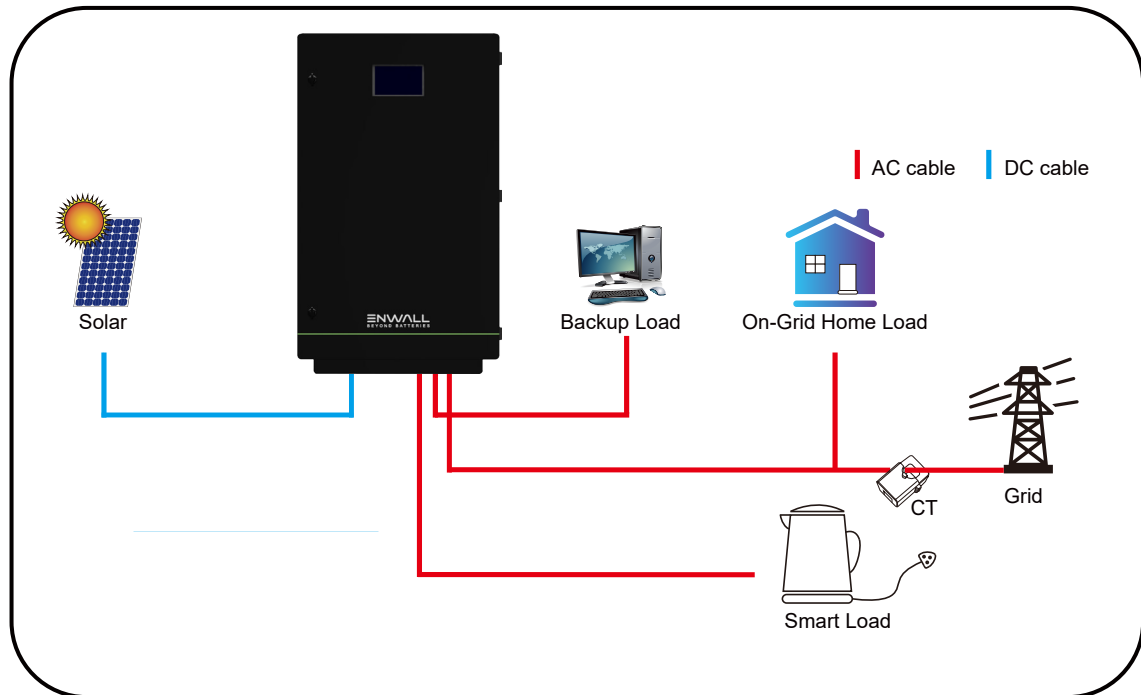 AC cable
DC cable
Solar
ENWALL
BEYOND BATTERIES
Backup Load
On-Grid Home Load
CT
Grid
Smart Load